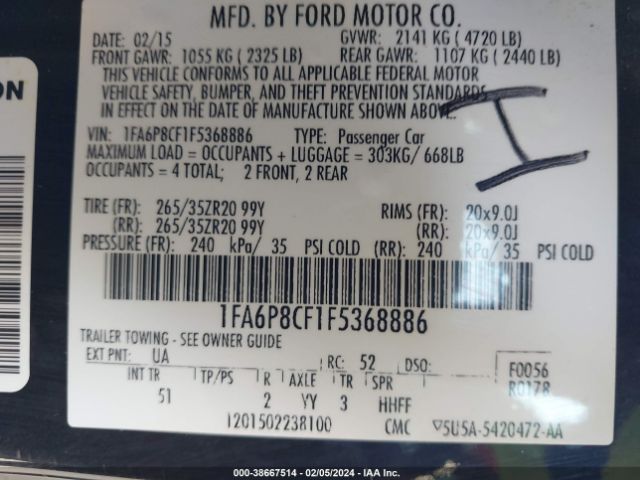 MFD. BY FORD MOTOR CO.
DATE: 02/15 GVWR: 2141 KG ( 4720 LB)
FRONT GAWR: 1055 KG ( 2325 LB) REAR GAWR: 1107 KG ( 2440 LB)
THIS VEHICLE CONFORMS TO ALL APPLICABLE FEDERAL MOTOR
VEHICLE SAFETY, BUMPER, AND THEFT PREVENTION STANDARDS
IN EFFECT ON THE DATE OF MANUFACTURE SHOWN ABOVE.
ON
I
VIN: 1FA6P8CF1F5368886 TYPE: Passenger Car
MAXIMUM LOAD = OCCUPANTS + LUGGAGE = 303KG/ 668LB
OCCUPANTS = 4 TOTAL; 2 FRONT, 2 REAR
TIRE (FR): 265/35ZR20 99Y RIMS (FR): 20x9.0J
(RR): 265/35ZR20 99Y (RR): 20x9.0J
PRESSURE (FR): 240 kPa/ 35 PSI COLD (RR): 240 kPa/ 35 PSI COLD
1FA6P8CF1F5368886
TRAILER TOWING - SEE OWNER GUIDE
EXT PNT: UA RC: 52 DSO: F0056
INT TR TP/PS R AXLE TR SPR R0178
51 2 YY 3 HHFF
1201502238100 CMC ▽5U5A-5420472-AA
000-38667514 - 02/05/2024 - IAA Inc.